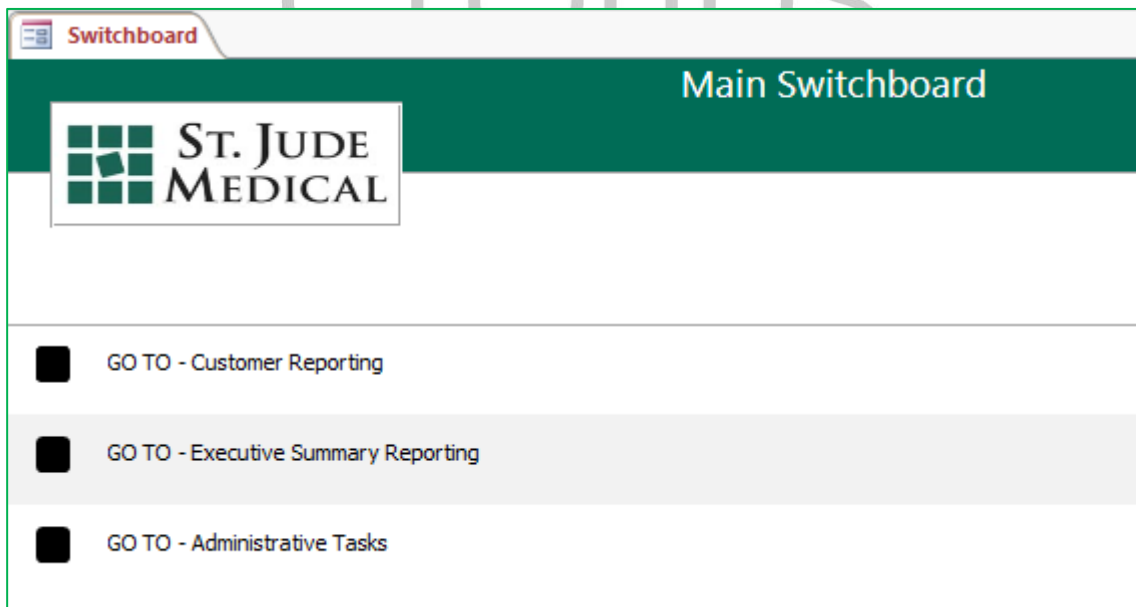 Switchboard
Main Switchboard
ST. JUDE
MEDICAL
GO TO - Customer Reporting
GO TO - Executive Summary Reporting
GO TO - Administrative Tasks